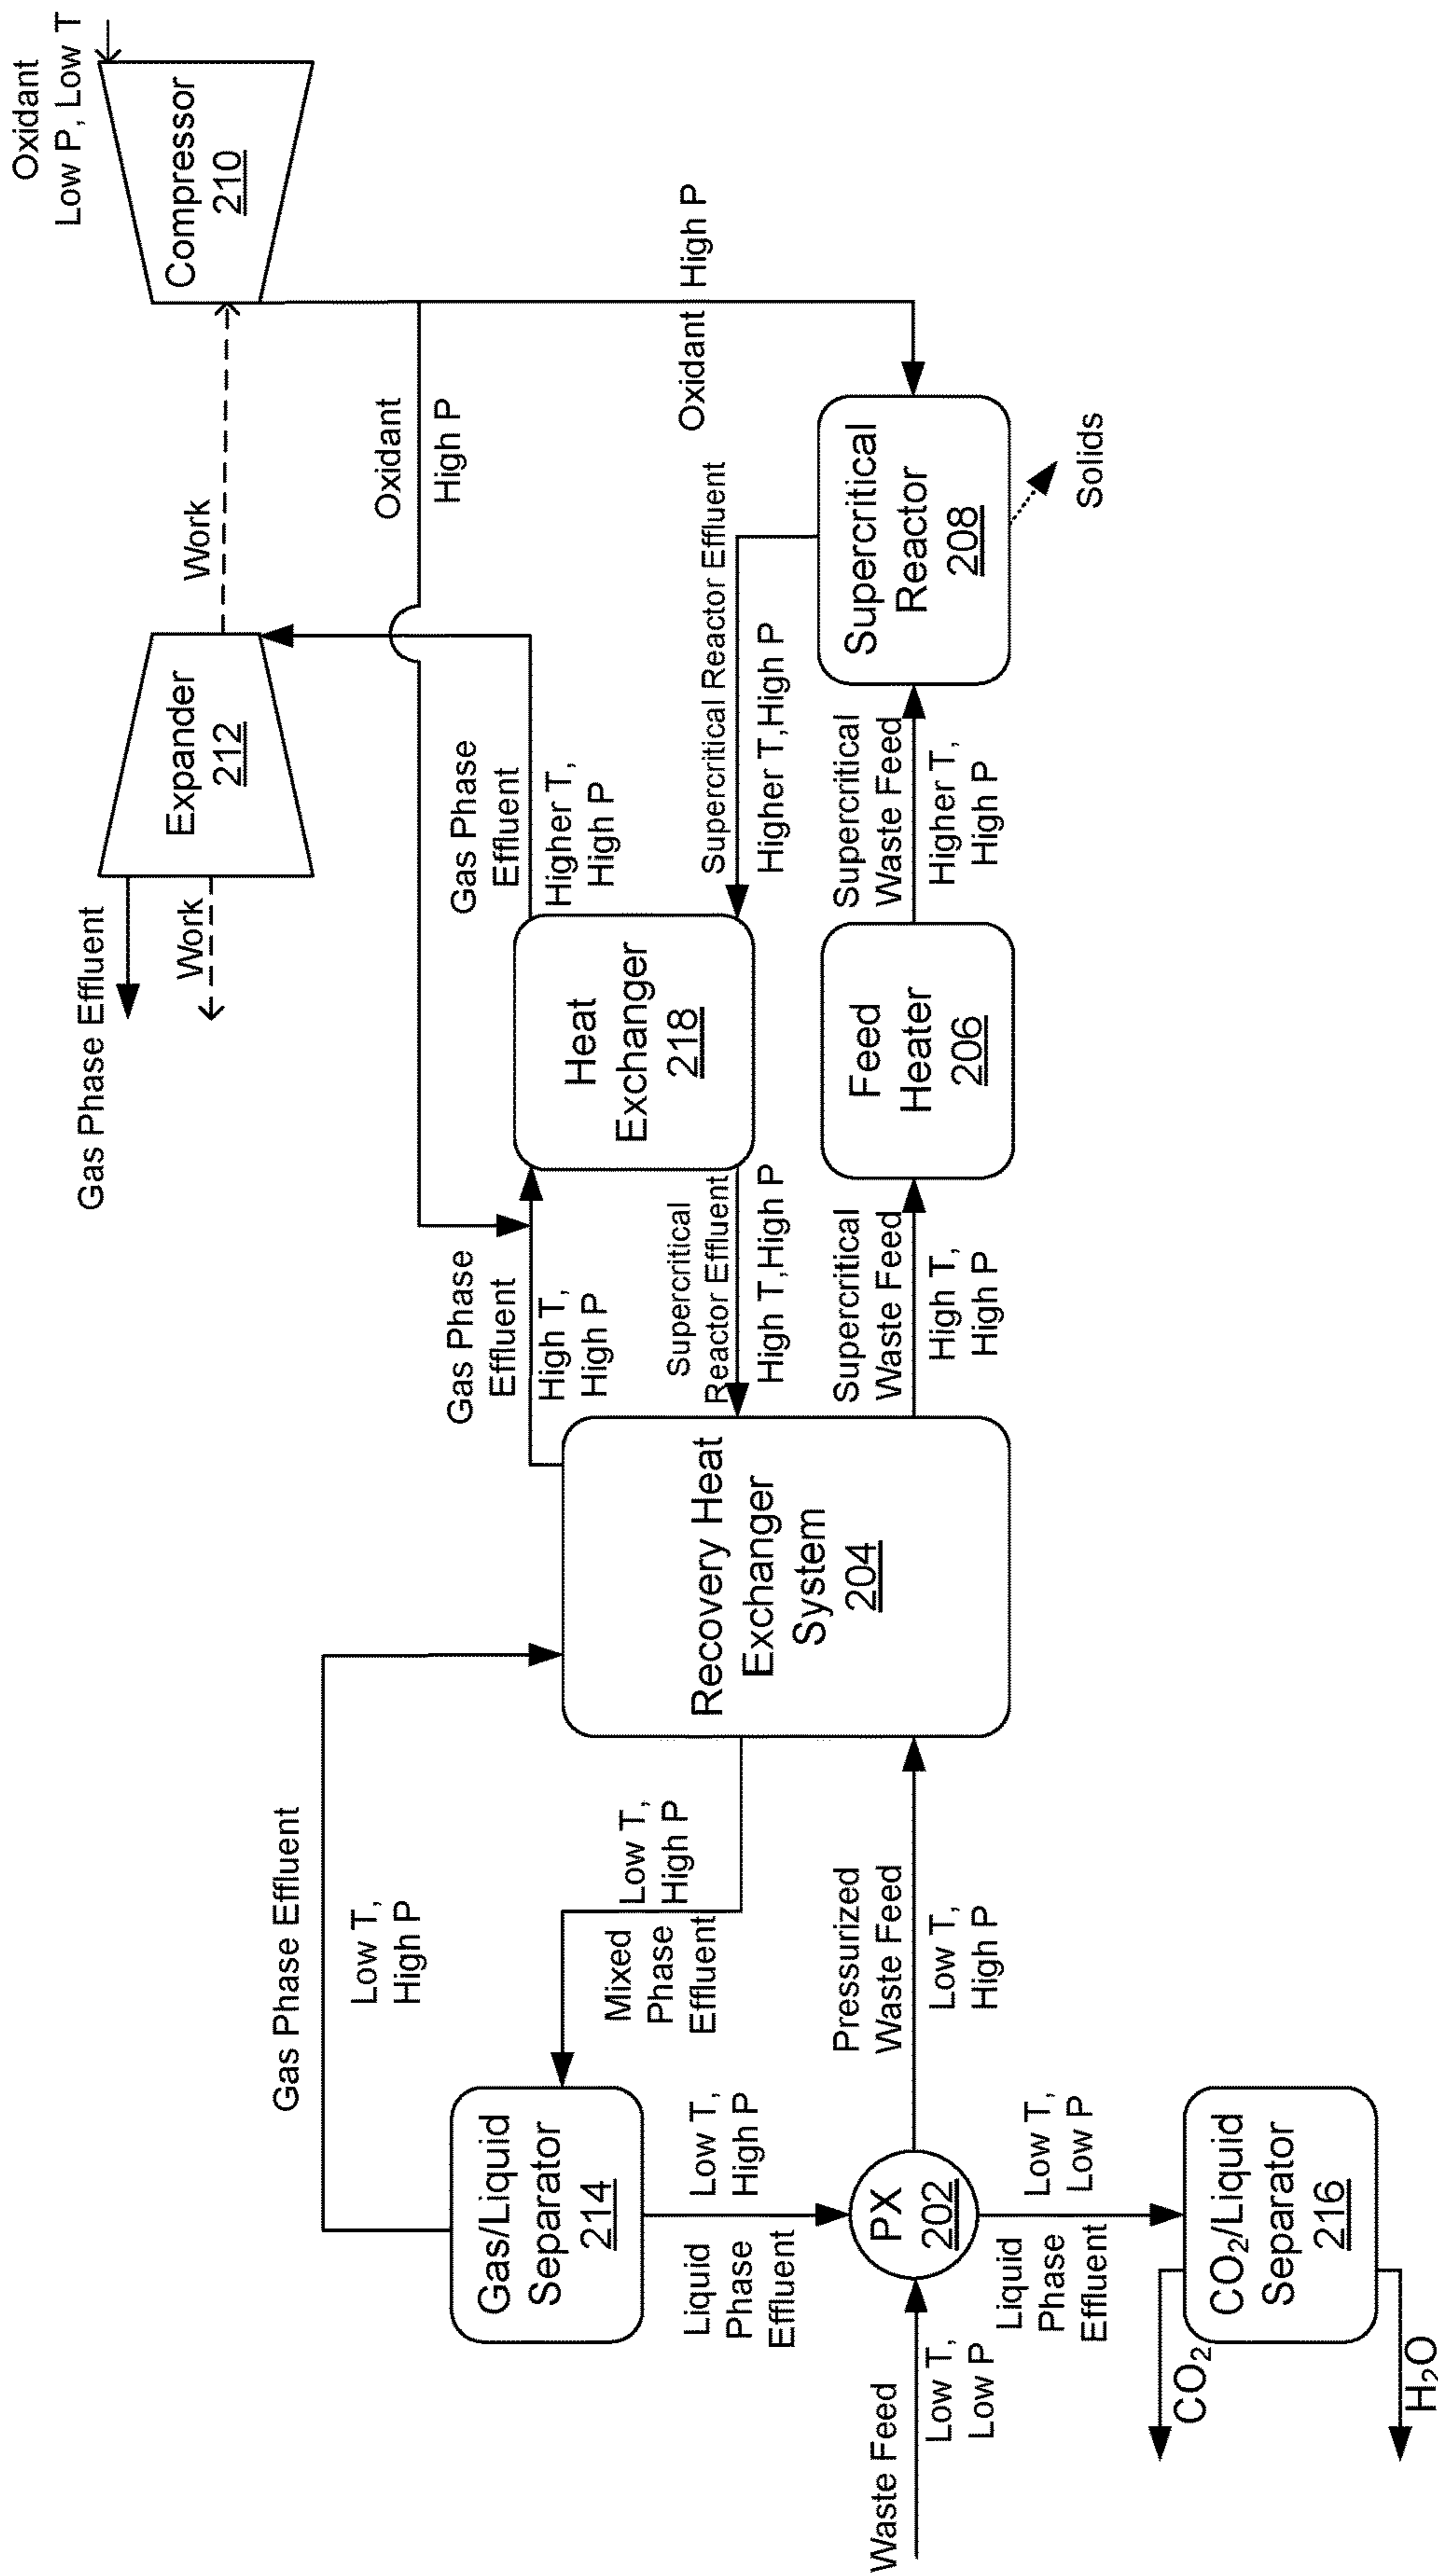 Oxidant
Low P, Low T
Compressor
210
Work
Expander
212
Gas Phase Effluent
Work
Oxidant
High P
Oxidant High P
Gas Phase
Effluent
Higher T,
High P
Supercritical Reactor Effluent
Higher T,High P
Supercritical
Reactor
208
Solids
Heat
Exchanger
218
Feed
Heater
206
Supercritical
Waste Feed
Higher T,
High P
Gas Phase
Effluent
High T,
High P
Supercritical
Reactor Effluent
High T,High P
Supercritical
Waste Feed
High T,
High P
Recovery Heat
Exchanger
System
204
Gas Phase Effluent
Low T,
High P
Low T,
High P
Mixed
Phase
Effluent
Pressurized
Waste Feed
Low T,
High P
Gas/Liquid
Separator
214
Low T,
High P
Liquid
Phase
Effluent
PX
202
Waste Feed
Low T,
Low P
Low T,
Low P
Liquid
Phase
Effluent
CO2/Liquid
Separator
216
CO2
H2O